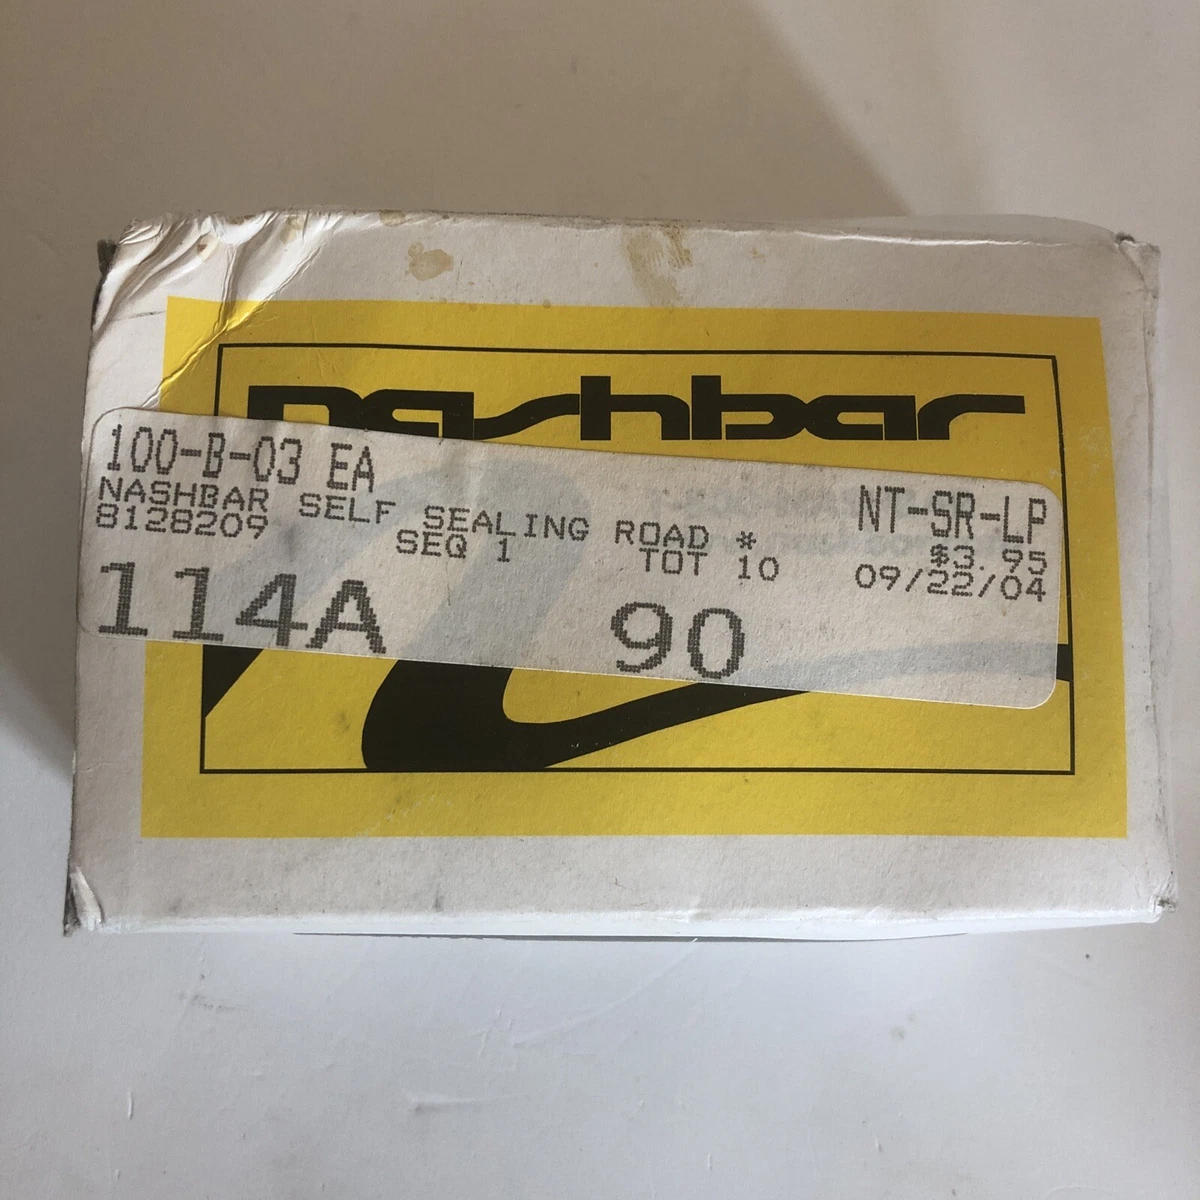 nashbar
100-B-03 EA NT-SR-LP
NASHBAR SELF SEALING ROAD * $3.95
8128209 SEQ 1 TOT 10 09/22/04
114A 90